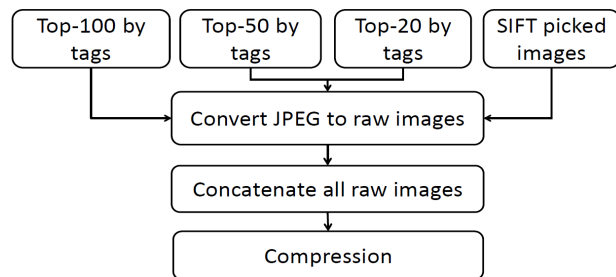 Top-100 by
tags
Top-50 by
tags
Top-20 by
tags
SIFT picked
images
Convert JPEG to raw images
Concatenate all raw images
Compression